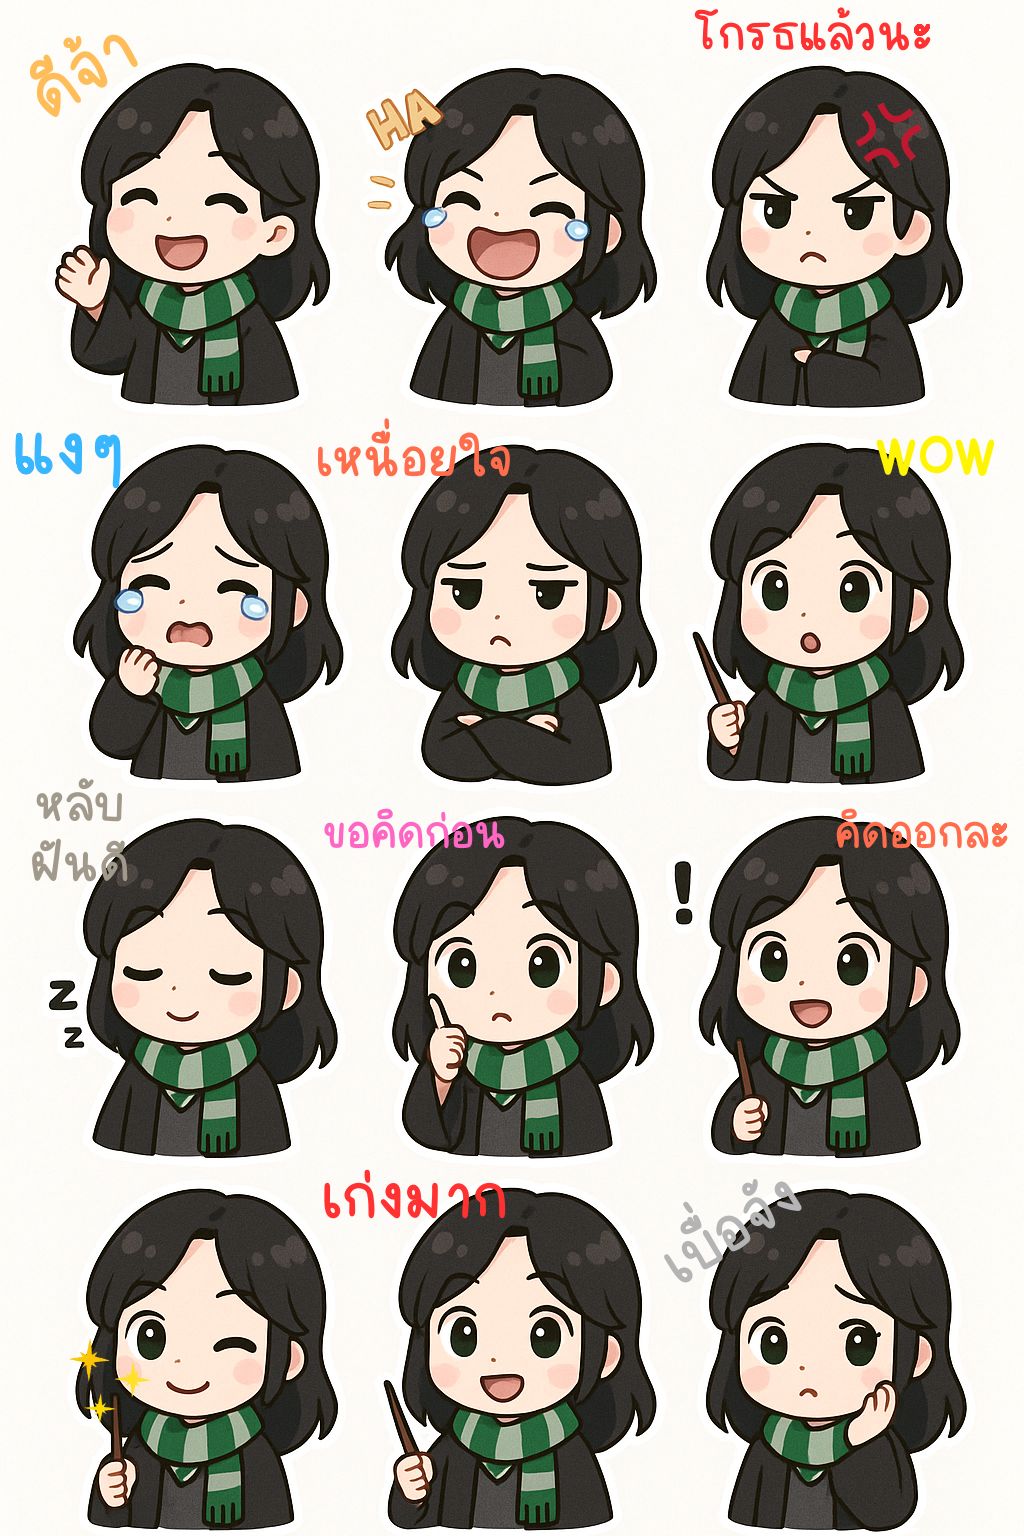 ดีจ้า
HA
โกรธแล้วนะ
แงๆ
เหนื่อยใจ
WOW
หลับ
ฝันดี
z
z
ขอคิดก่อน
คิดออกละ
!
เก่งมาก
เบื่อจัง